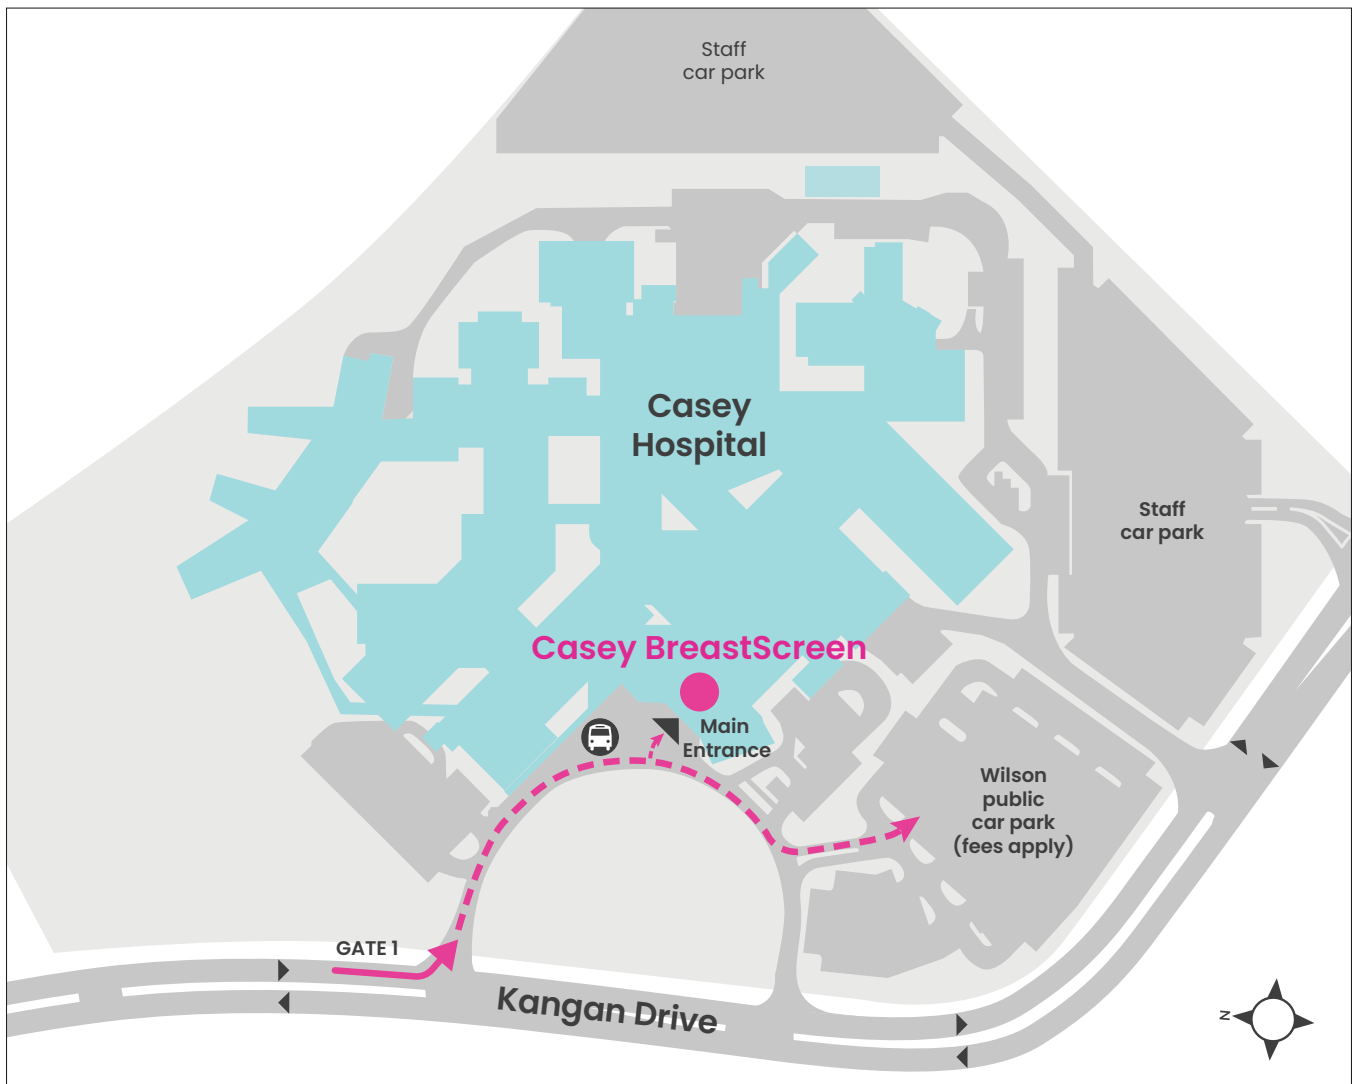 Staff
car park
Casey
Hospital
Staff
car park
Casey BreastScreen
Main
Entrance
Wilson
public
car park
(fees apply)
GATE 1
Kangan Drive
N